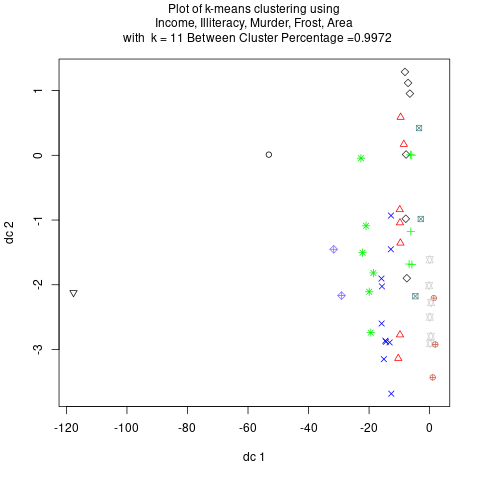 Plot of k-means clustering using
Income, Illiteracy, Murder, Frost, Area
with  k = 11 Between Cluster Percentage =0.9972
dc 2
1
0
-1
-2
-3
-120 -100 -80 -60 -40 -20 0
dc 1